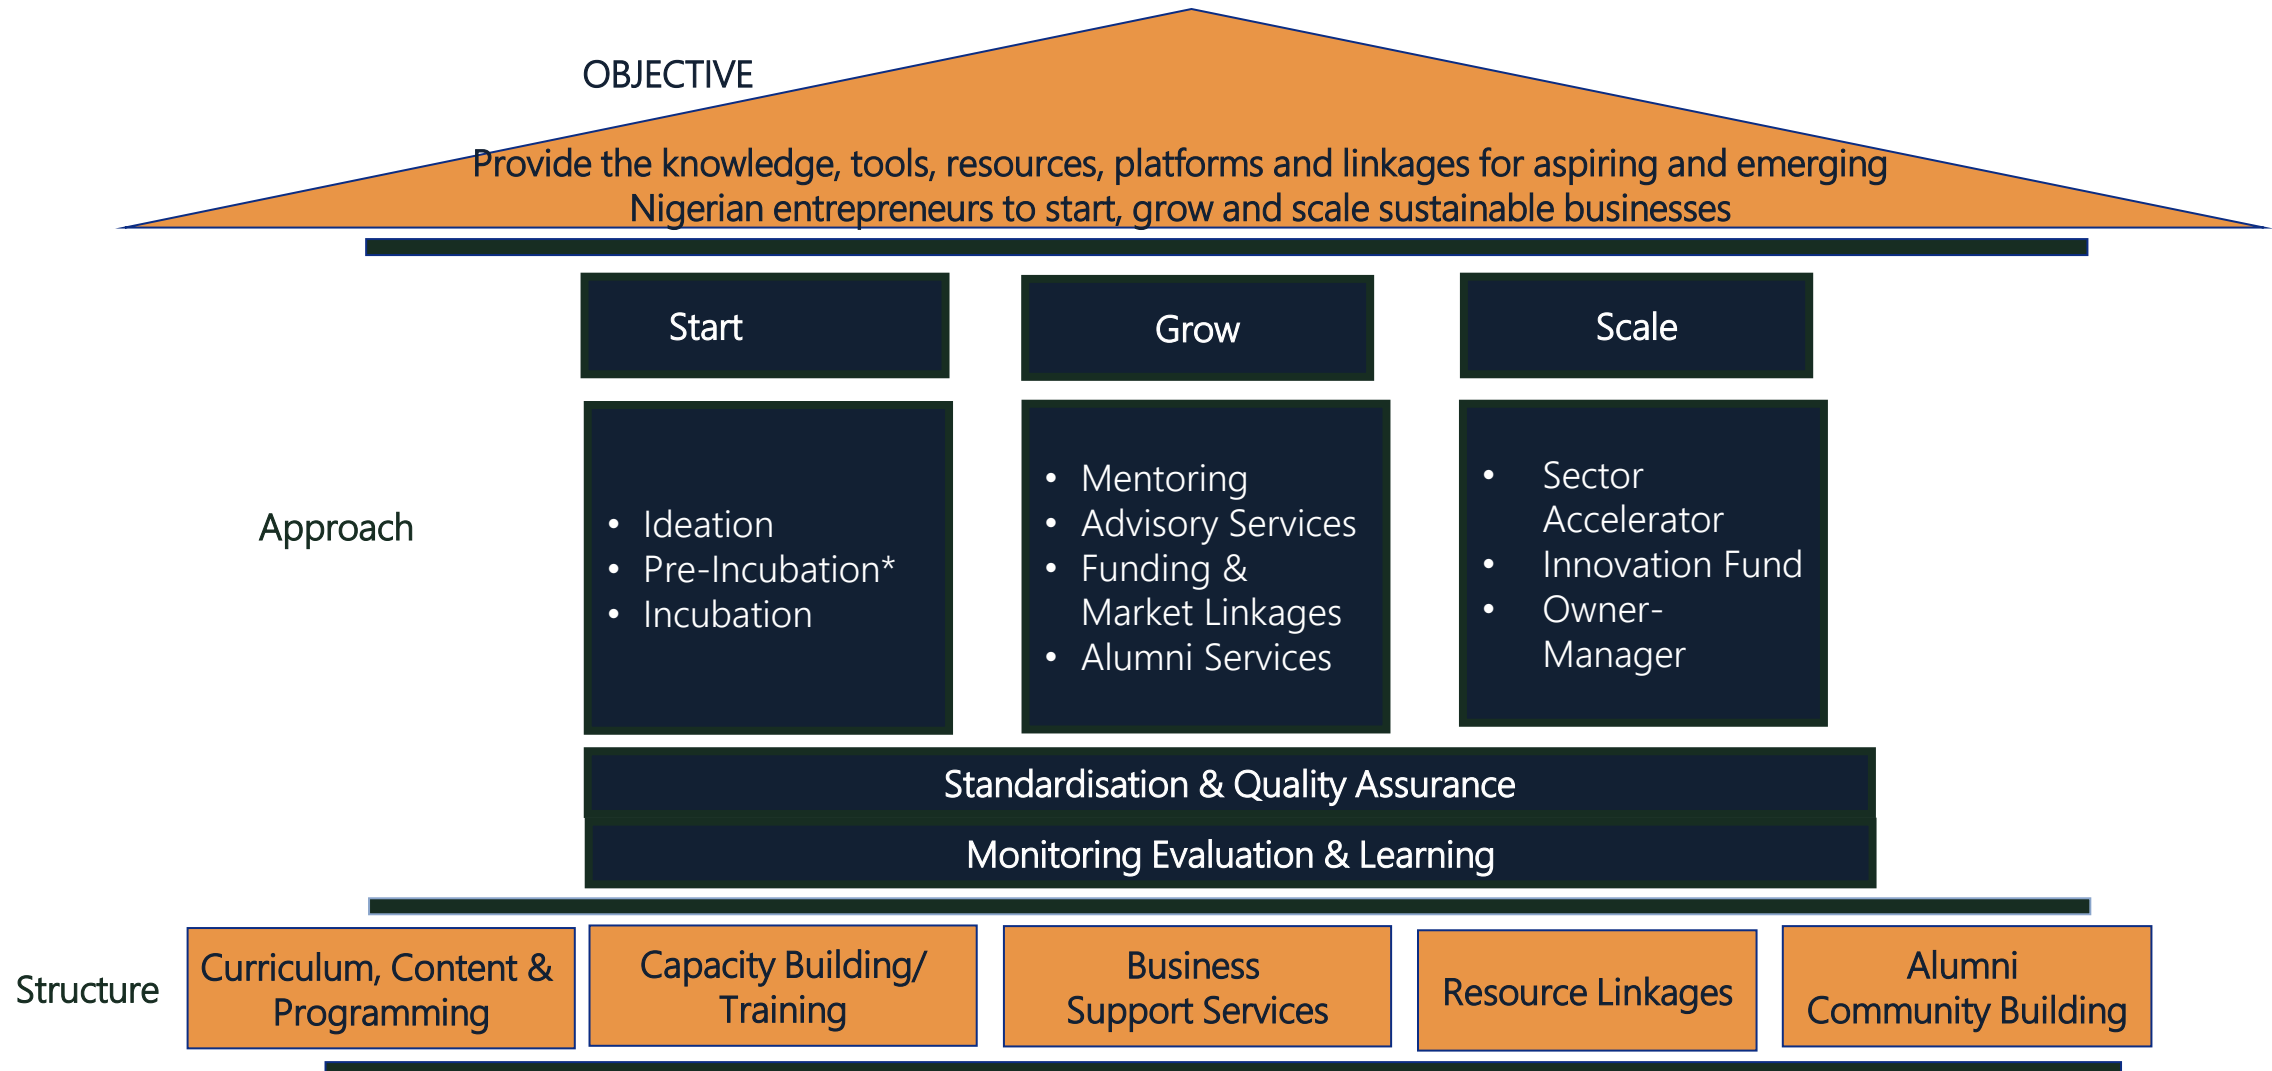 OBJECTIVE
Provide the knowledge, tools, resources, platforms and linkages for aspiring and emerging
Nigerian entrepreneurs to start, grow and scale sustainable businesses
Start
Grow
Scale
Approach
• Ideation
• Pre-Incubation*
• Incubation
• Mentoring
• Advisory Services
• Funding &
Market Linkages
• Alumni Services
• Sector
Accelerator
• Innovation Fund
• Owner-
Manager
Standardisation & Quality Assurance
Monitoring Evaluation & Learning
Structure
Curriculum, Content &
Programming
Capacity Building/
Training
Business
Support Services
Resource Linkages
Alumni
Community Building